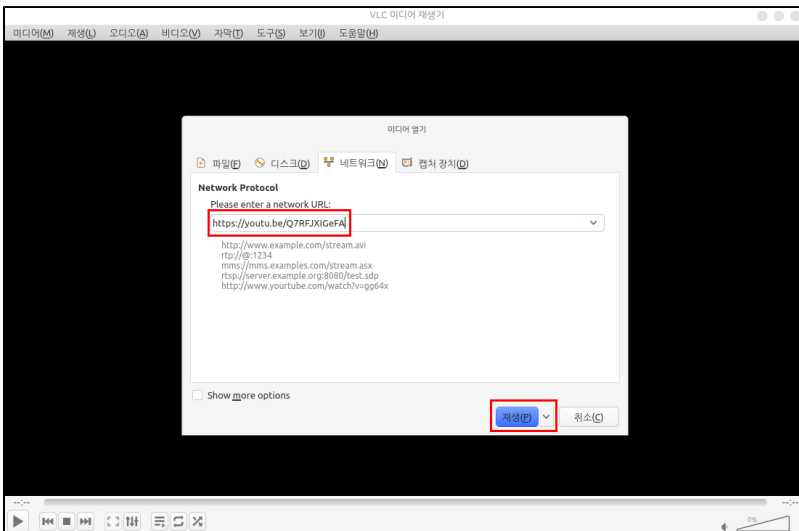 VLC 미디어 재생기
미디어(M) 재생(L) 오디오(A) 비디오(V) 자막(T) 도구(S) 보기(I) 도움말(H)
미디어 열기
파일(F) 디스크(D) 네트워크(N) 캡처 장치(D)
Network Protocol
Please enter a network URL:
https://youtu.be/Q7RFJXIGeFA
http://www.example.com/stream.avi
rtp://@:1234
mms://mms.examples.com/stream.asx
rtsp://server.example.org:8080/test.sdp
http://www.yourtube.com/watch?v=gg64x
Show more options
재생(P) 취소(C)
--:-- --:--
0%